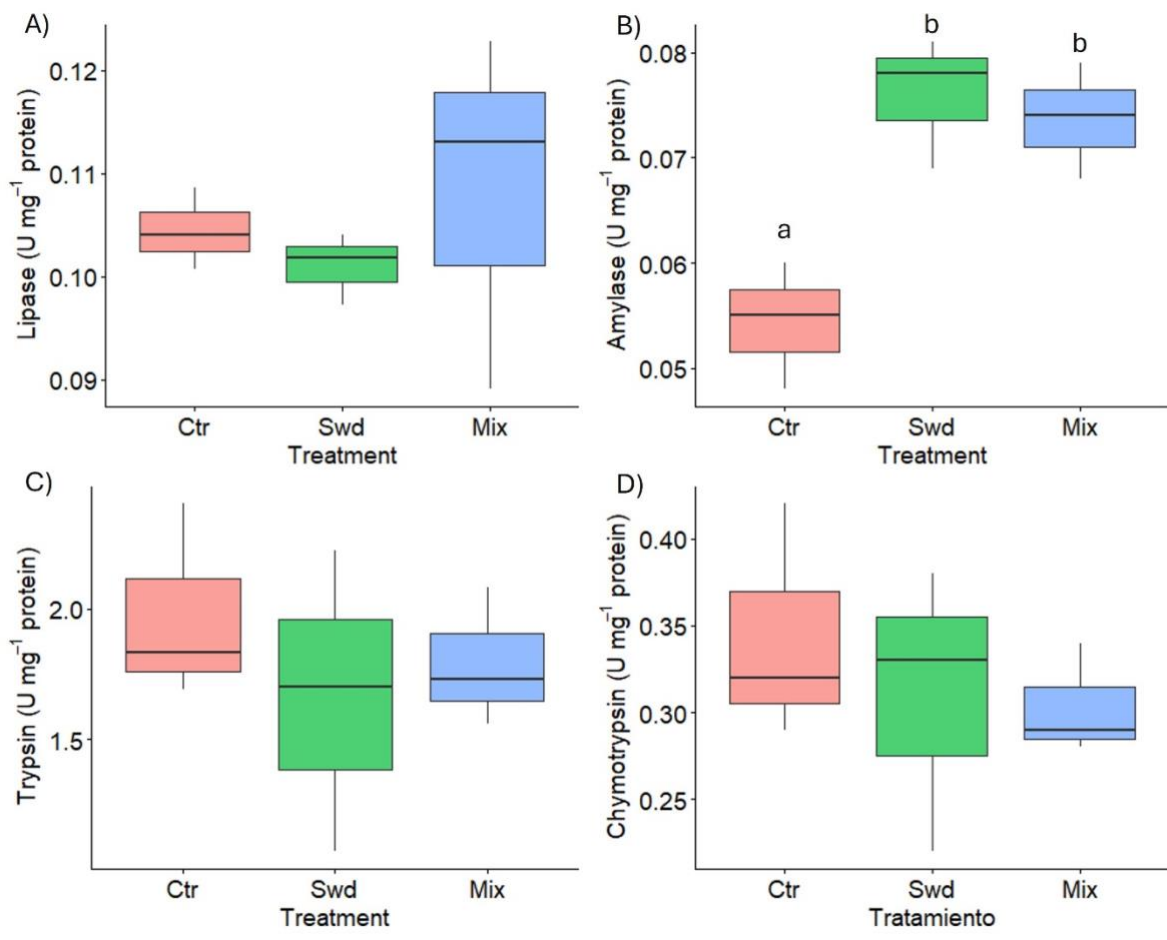 A)
Lipase (U mg⁻¹ protein)
0.12
0.11
0.10
0.09
Ctr Swd Mix
Treatment
B)
b
b
a
Amylase (U mg⁻¹ protein)
0.08
0.07
0.06
0.05
Ctr Swd Mix
Treatment
C)
Trypsin (U mg⁻¹ protein)
2.0
1.5
Ctr Swd Mix
Treatment
D)
Chymotrypsin (U mg⁻¹ protein)
0.40
0.35
0.30
0.25
Ctr Swd Mix
Tratamiento